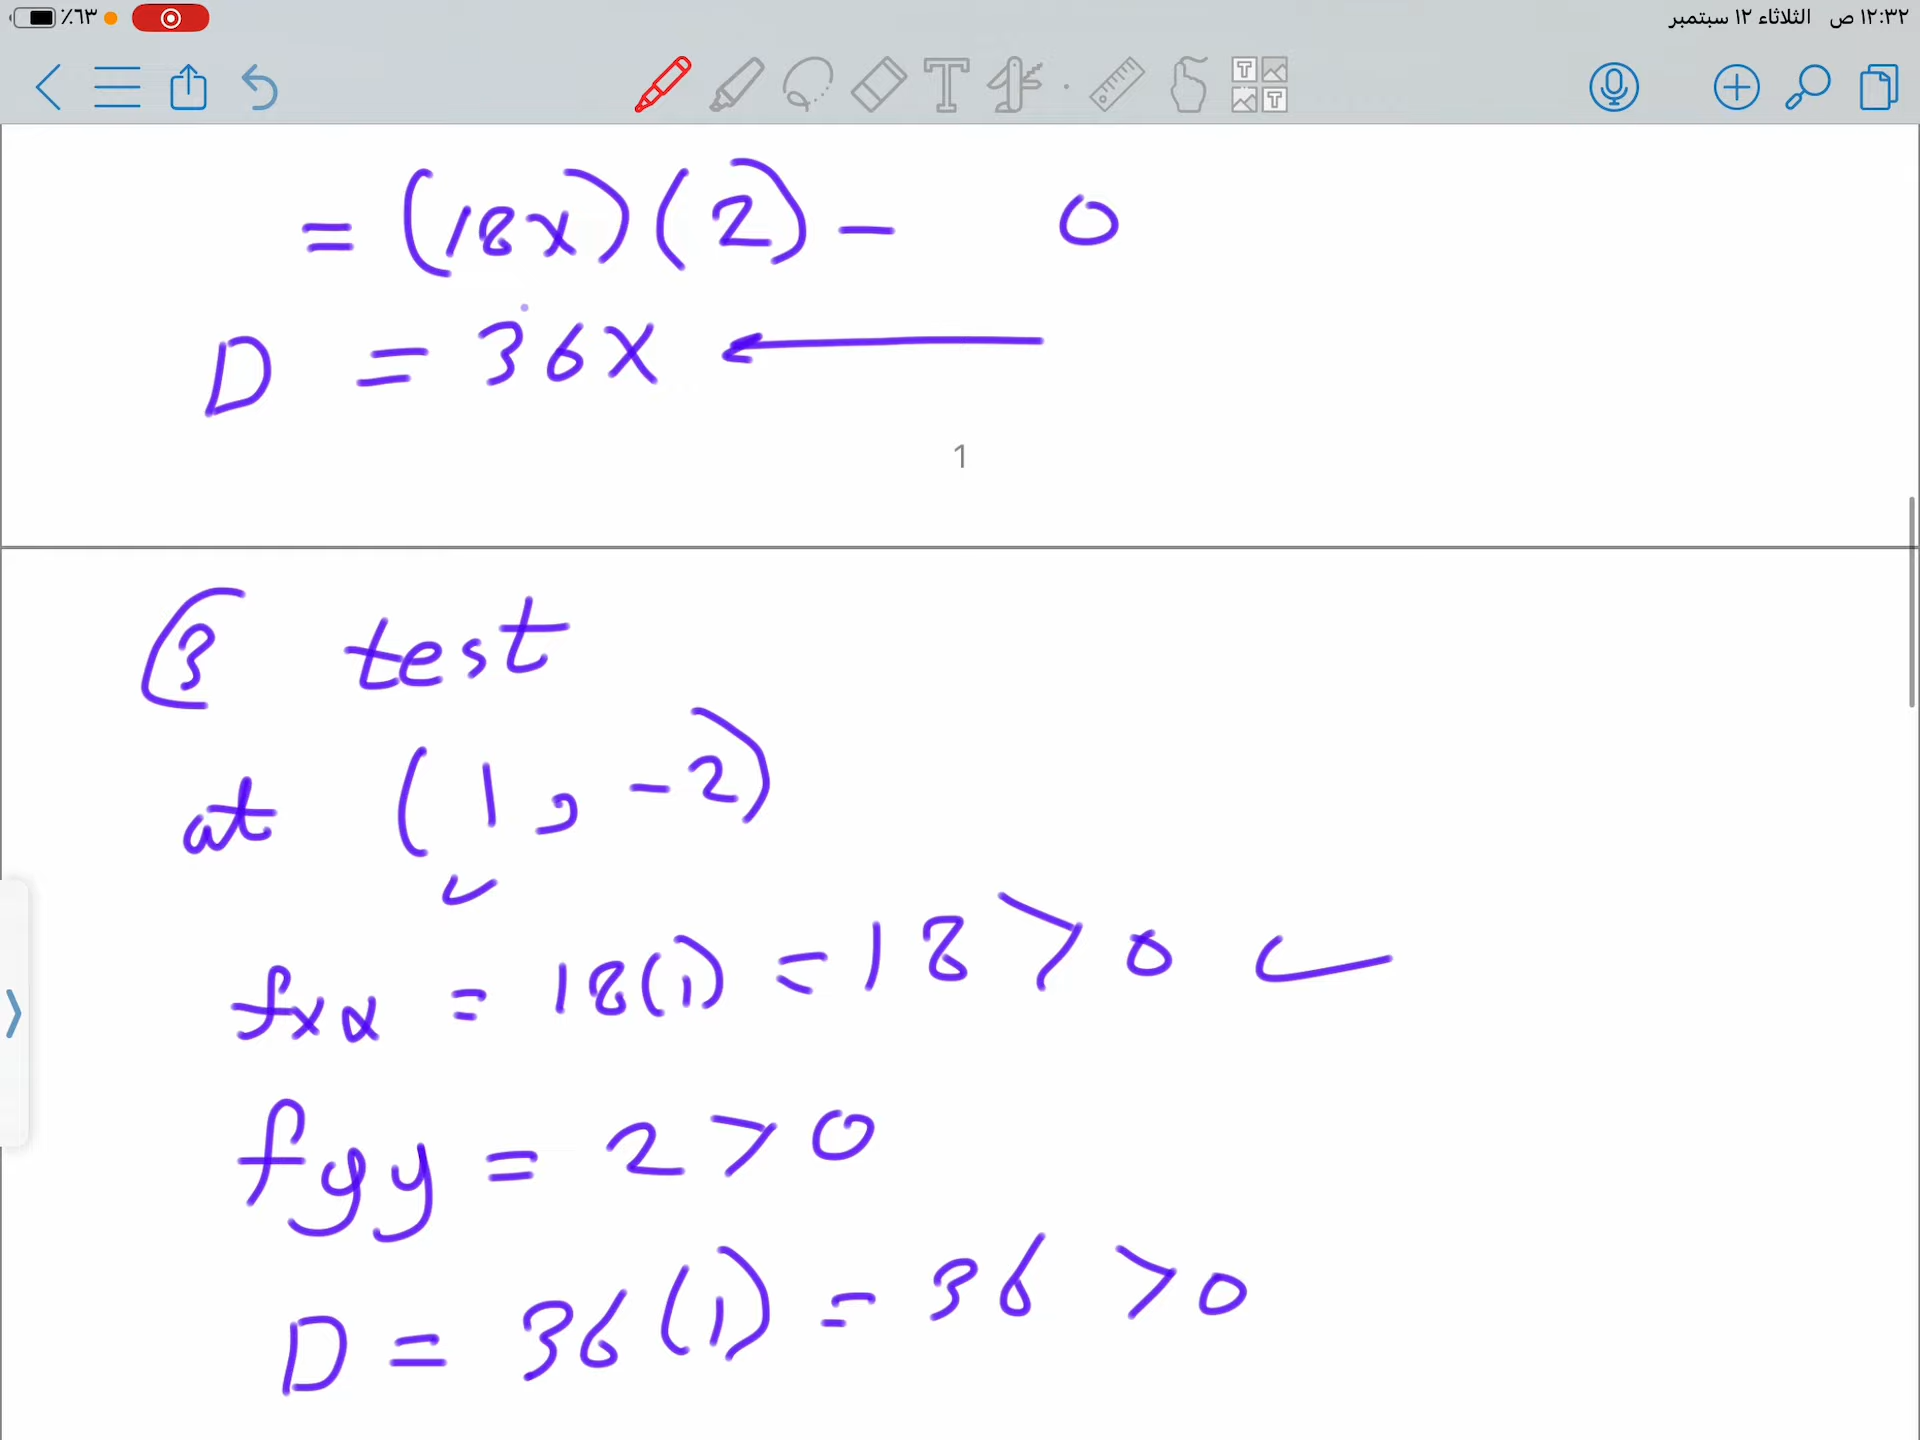 ٪٦٣ الثلاثاء ١٢ سبتمبر ١٢:٣٢ ص
= (18x)(2) - 0
D = 36x ←
1
3 test
at (1, -2)
✓
fxx = 18(1) = 18 > 0 ✓
fyy = 2 > 0
D = 36(1) = 36 > 0